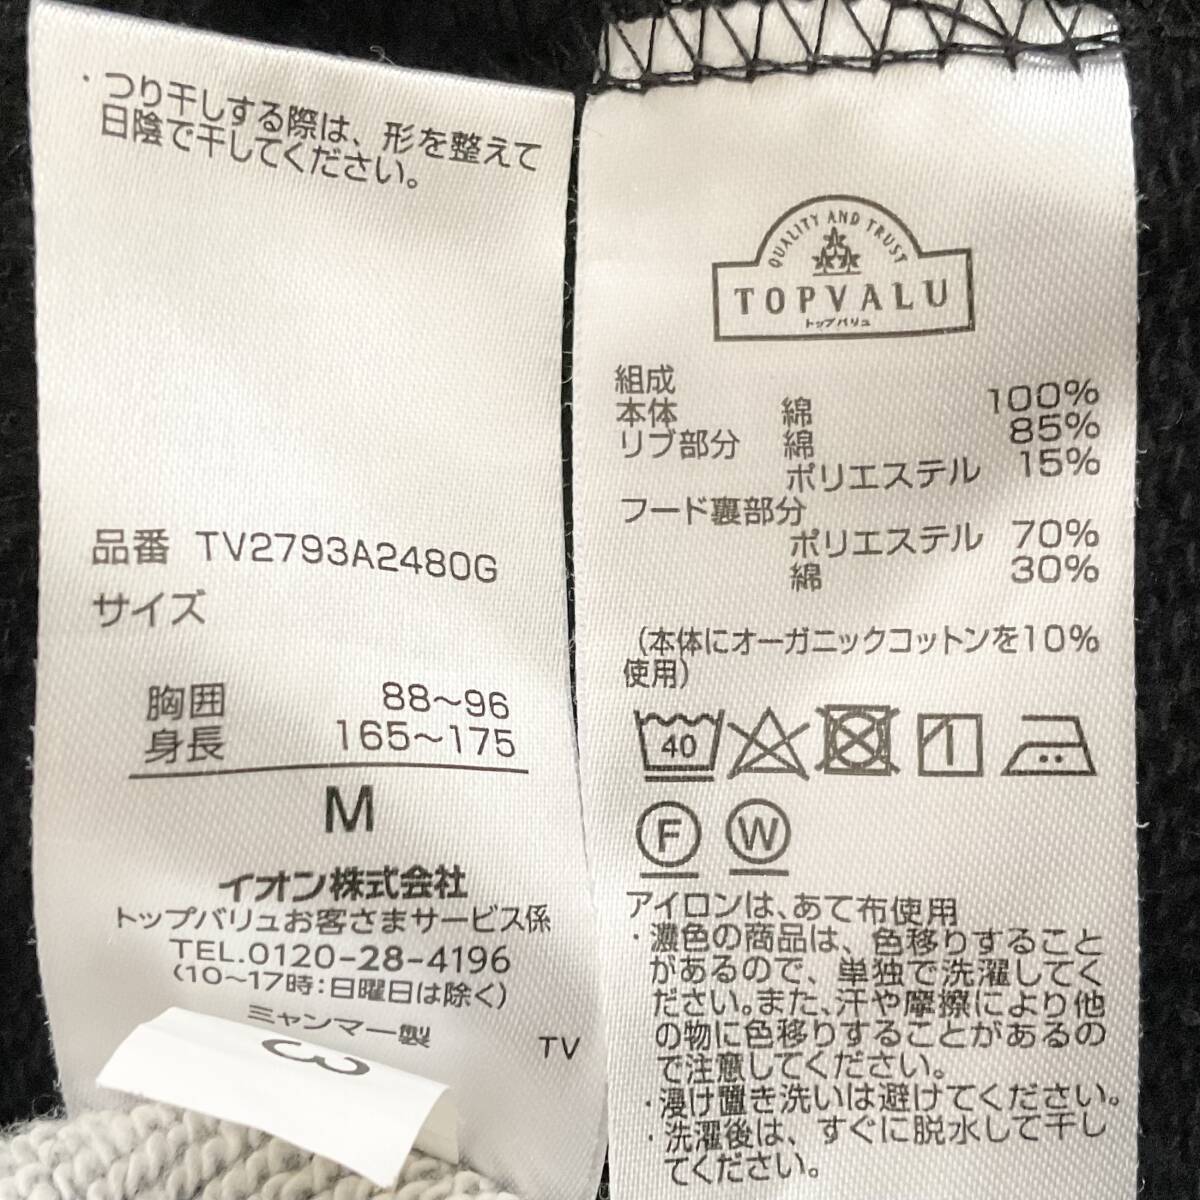 ・つり干しする際は、形を整えて
日陰で干してください。
品番 TV2793A2480G
サイズ
胸囲 88～96
身長 165～175
M
イオン株式会社
トップバリュお客さまサービス係
TEL.0120-28-4196
(10～17時:日曜日は除く)
ミャンマー製
TV
3
QUALITY AND TRUST
TOPVALU
トップバリュ
組成
本体 綿 100%
リブ部分 綿 85%
ポリエステル 15%
フード裏部分
ポリエステル 70%
綿 30%
(本体にオーガニックコットンを10%
使用)
40
F W
アイロンは、あて布使用
・濃色の商品は、色移りすること
があるので、単独で洗濯してく
ださい。また、汗や摩擦により他
の物に色移りすることがあるの
で注意してください。
・浸け置き洗いは避けてください。
・洗濯後は、すぐに脱水して干し
てください。